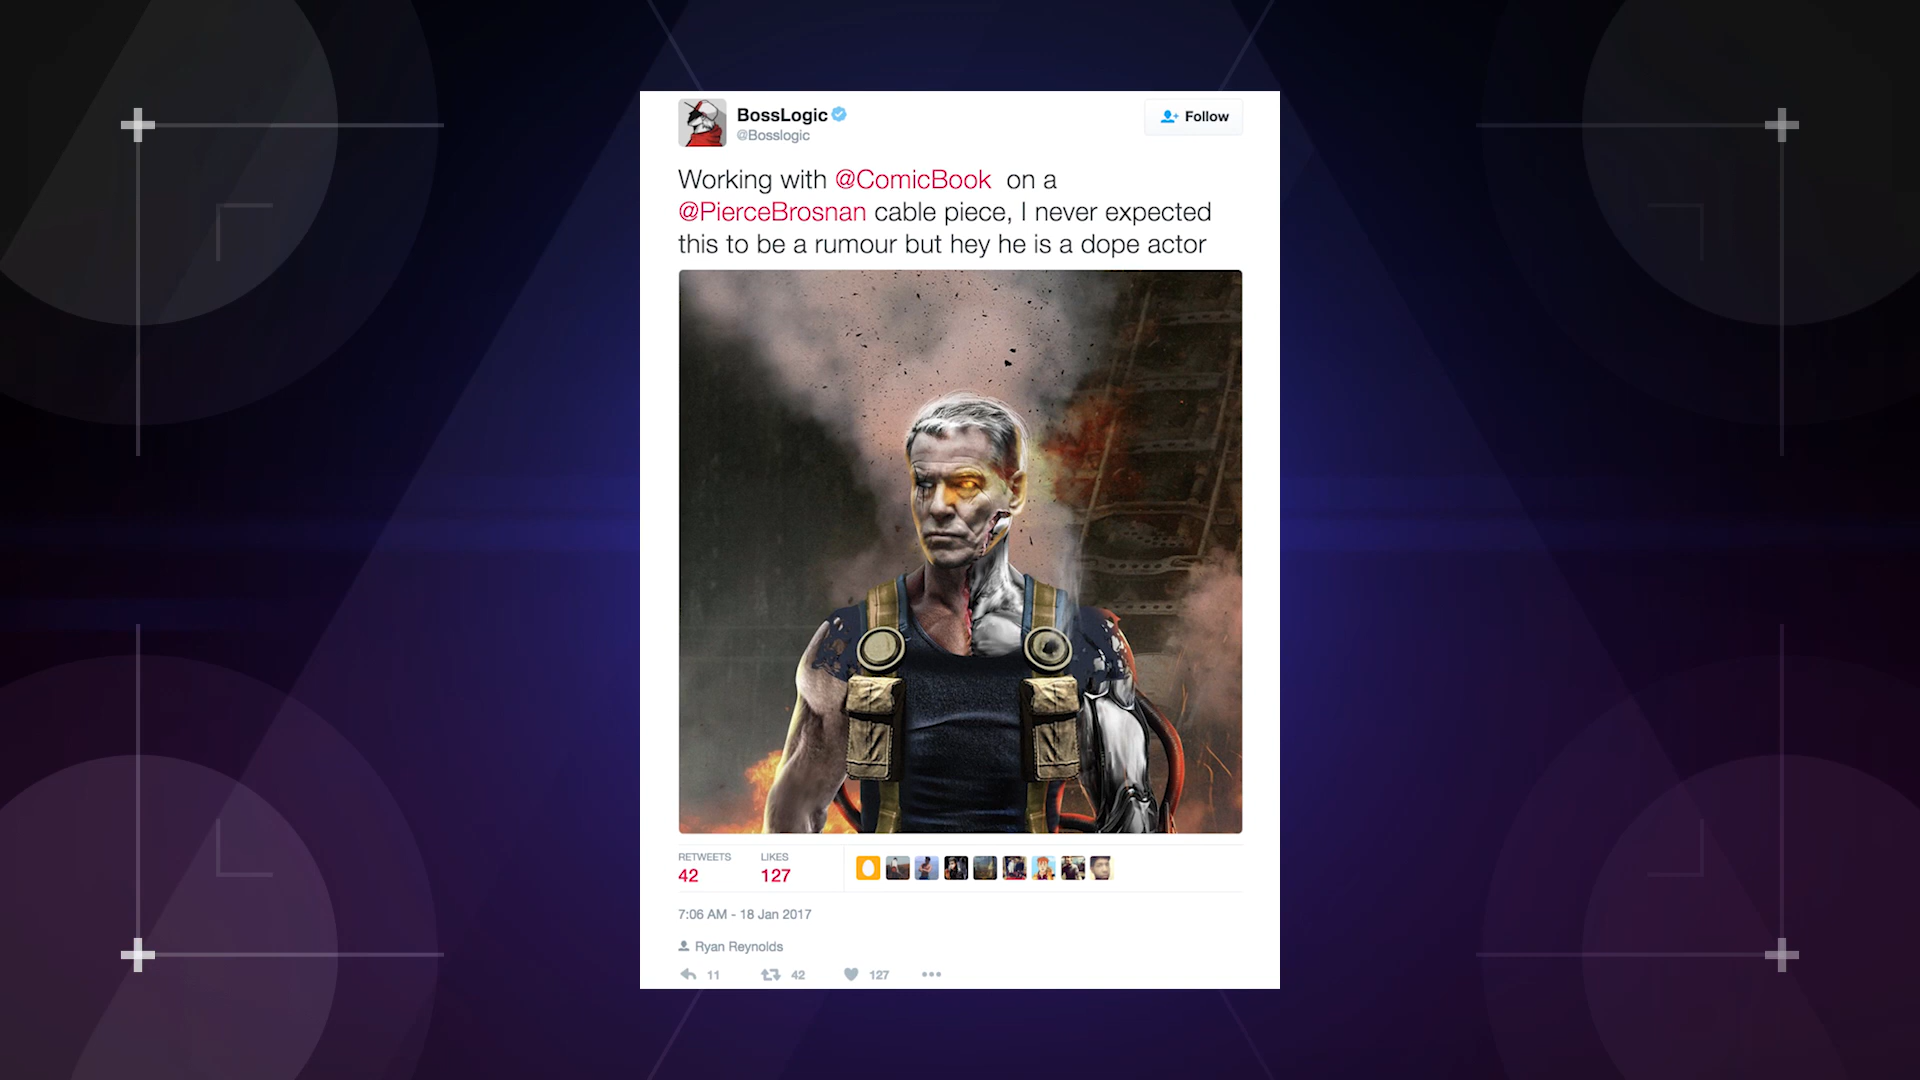 BossLogic
@Bosslogic
Follow
Working with @ComicBook on a
@PierceBrosnan cable piece, I never expected
this to be a rumour but hey he is a dope actor
RETWEETS
LIKES
42
127
7:06 AM - 18 Jan 2017
Ryan Reynolds
11
42
127